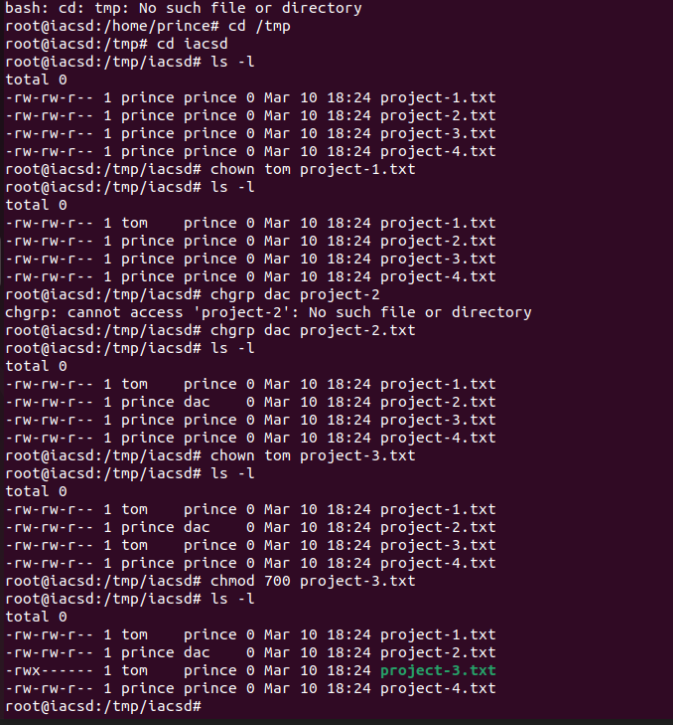 bash: cd: tmp: No such file or directory
root@iacsd:/home/prince# cd /tmp
root@iacsd:/tmp# cd iacsd
root@iacsd:/tmp/iacsd# ls -l
total 0
-rw-rw-r-- 1 prince prince 0 Mar 10 18:24 project-1.txt
-rw-rw-r-- 1 prince prince 0 Mar 10 18:24 project-2.txt
-rw-rw-r-- 1 prince prince 0 Mar 10 18:24 project-3.txt
-rw-rw-r-- 1 prince prince 0 Mar 10 18:24 project-4.txt
root@iacsd:/tmp/iacsd# chown tom project-1.txt
root@iacsd:/tmp/iacsd# ls -l
total 0
-rw-rw-r-- 1 tom    prince 0 Mar 10 18:24 project-1.txt
-rw-rw-r-- 1 prince prince 0 Mar 10 18:24 project-2.txt
-rw-rw-r-- 1 prince prince 0 Mar 10 18:24 project-3.txt
-rw-rw-r-- 1 prince prince 0 Mar 10 18:24 project-4.txt
root@iacsd:/tmp/iacsd# chgrp dac project-2
chgrp: cannot access 'project-2': No such file or directory
root@iacsd:/tmp/iacsd# chgrp dac project-2.txt
root@iacsd:/tmp/iacsd# ls -l
total 0
-rw-rw-r-- 1 tom    prince 0 Mar 10 18:24 project-1.txt
-rw-rw-r-- 1 prince dac    0 Mar 10 18:24 project-2.txt
-rw-rw-r-- 1 prince prince 0 Mar 10 18:24 project-3.txt
-rw-rw-r-- 1 prince prince 0 Mar 10 18:24 project-4.txt
root@iacsd:/tmp/iacsd# chown tom project-3.txt
root@iacsd:/tmp/iacsd# ls -l
total 0
-rw-rw-r-- 1 tom    prince 0 Mar 10 18:24 project-1.txt
-rw-rw-r-- 1 prince dac    0 Mar 10 18:24 project-2.txt
-rw-rw-r-- 1 tom    prince 0 Mar 10 18:24 project-3.txt
-rw-rw-r-- 1 prince prince 0 Mar 10 18:24 project-4.txt
root@iacsd:/tmp/iacsd# chmod 700 project-3.txt
root@iacsd:/tmp/iacsd# ls -l
total 0
-rw-rw-r-- 1 tom    prince 0 Mar 10 18:24 project-1.txt
-rw-rw-r-- 1 prince dac    0 Mar 10 18:24 project-2.txt
-rwx------ 1 tom    prince 0 Mar 10 18:24 project-3.txt
-rw-rw-r-- 1 prince prince 0 Mar 10 18:24 project-4.txt
root@iacsd:/tmp/iacsd#